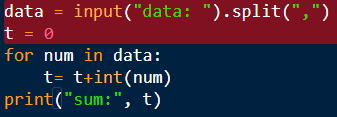 data = input("data: ").split(",")
t = 0
for num in data:
    t= t+int(num)
print("sum:", t)